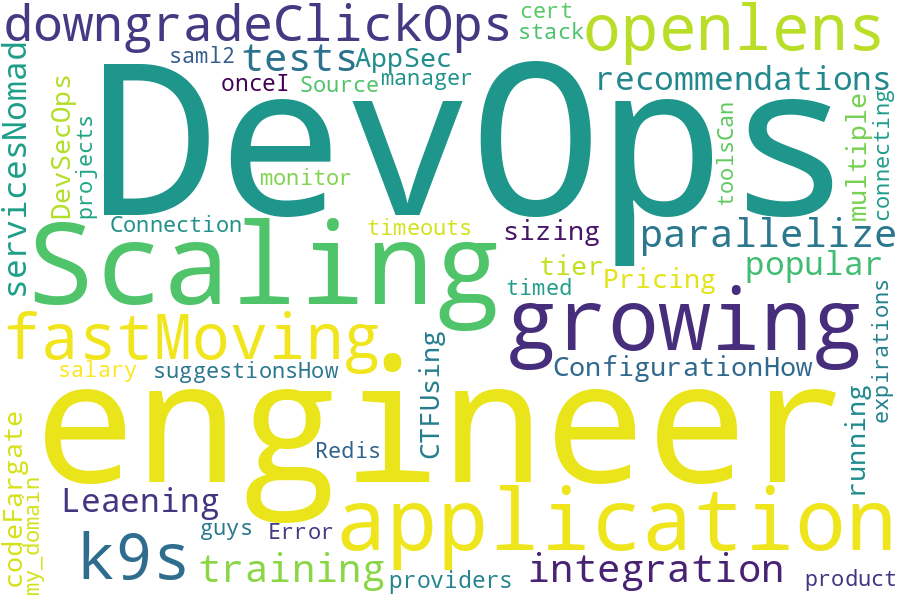 downgradeClickOps
cert
stack
openlens
saml2
tests
AppSec
manager
onceI
Source
recommendations
servicesNomad
DevSecOps
projects
DevOps
monitor
toolsCan
multiple
connecting
Connection
timeouts
sizing
parallelize
Scaling
tier
Pricing
popular
timed
growing
fastMoving
expirations
salary
suggestionsHow
CTFUsing
ConfigurationHow
engineer
running
codeFargate
my_domain
Redis
Leaening
guys
Error
application
k9s
training
providers
integration
product